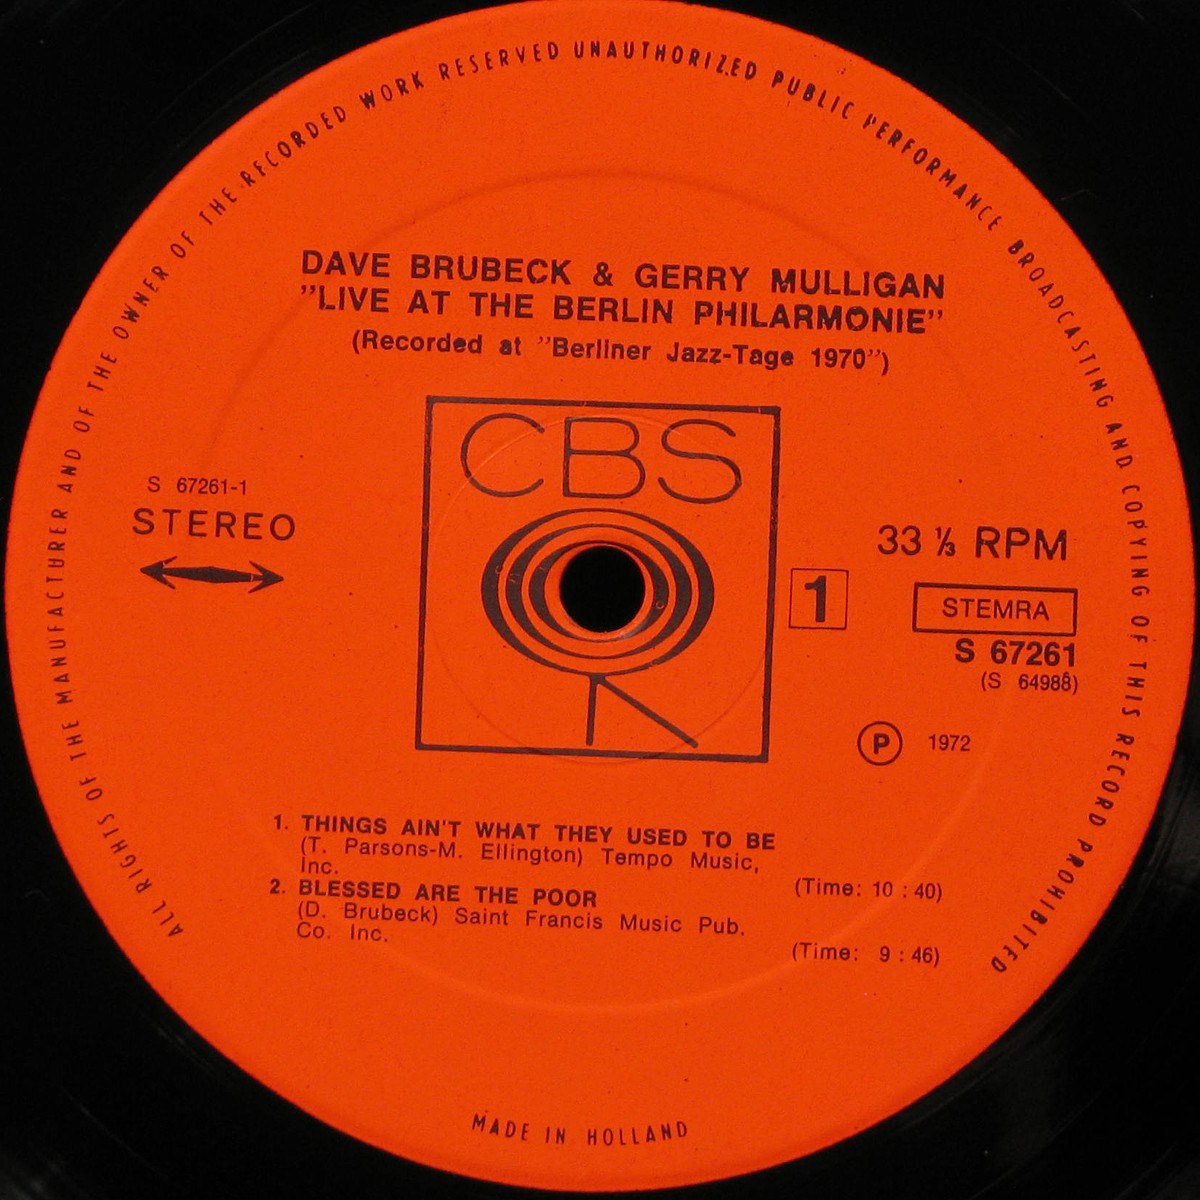 ALL RIGHTS OF THE MANUFACTURER AND OF THE OWNER OF THE RECORDED WORK RESERVED UNAUTHORIZED PUBLIC PERFORMANCE BROADCASTING AND COPYING OF THIS RECORD PROHIBITED
DAVE BRUBECK & GERRY MULLIGAN
"LIVE AT THE BERLIN PHILARMONIE"
(Recorded at "Berliner Jazz-Tage 1970")
CBS
S 67261-1
STEREO
33 ⅓ RPM
1
STEMRA
S 67261
(S 64988)
P 1972
1. THINGS AIN'T WHAT THEY USED TO BE
(T. Parsons-M. Ellington) Tempo Music,
Inc.
(Time: 10 : 40)
2. BLESSED ARE THE POOR
(D. Brubeck) Saint Francis Music Pub.
Co. Inc.
(Time: 9 : 46)
MADE IN HOLLAND